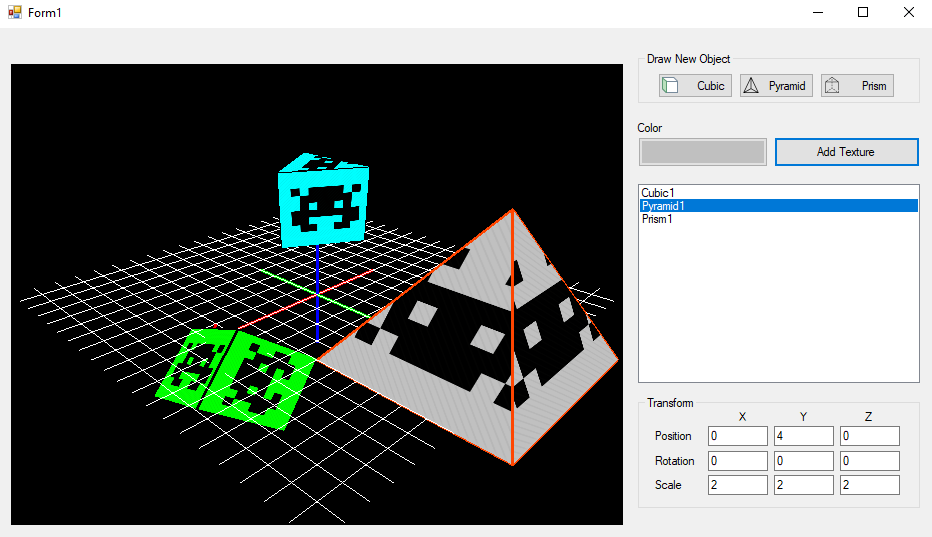 Form1
Draw New Object
Cubic Pyramid Prism
Color
Add Texture
Cubic1
Pyramid1
Prism1
Transform
X Y Z
Position 0 4 0
Rotation 0 0 0
Scale 2 2 2